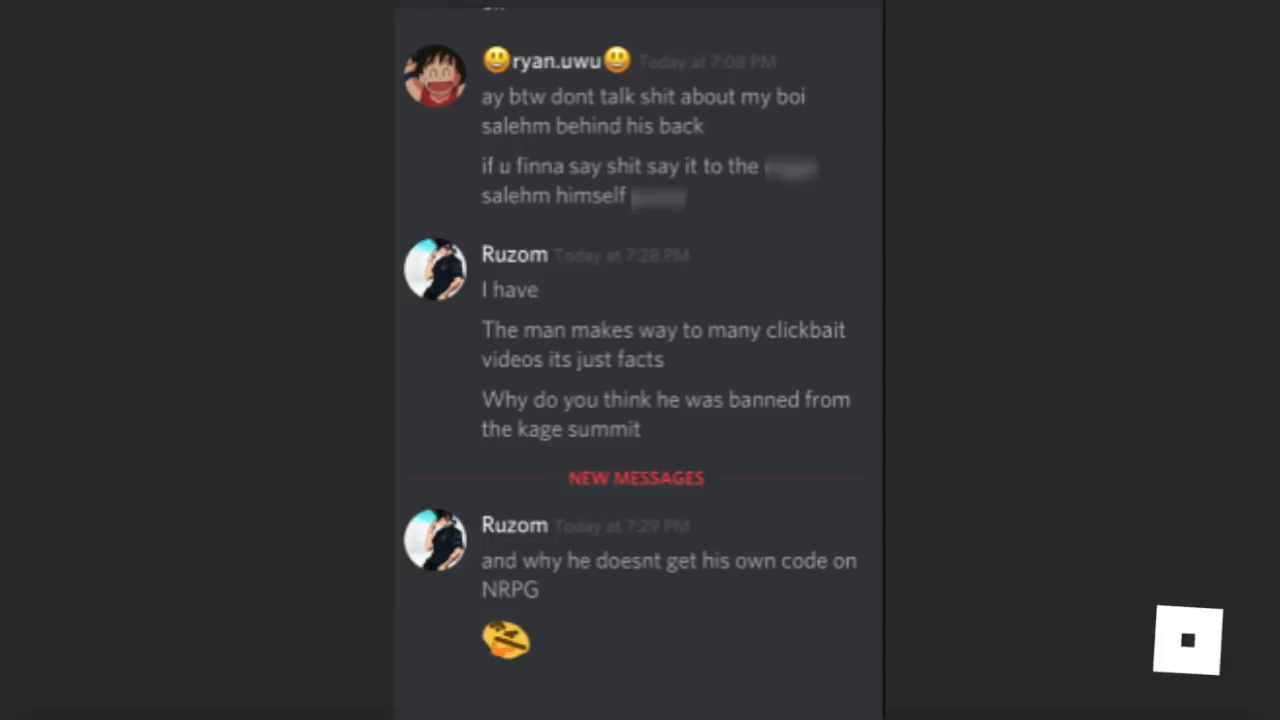 ryan.uwu Today at 7:08 PM
ay btw dont talk shit about my boi
salehm behind his back
if u finna say shit say it to the
salehm himself
Ruzom Today at 7:28 PM
I have
The man makes way to many clickbait
videos its just facts
Why do you think he was banned from
the kage summit
NEW MESSAGES
Ruzom Today at 7:29 PM
and why he doesnt get his own code on
NRPG